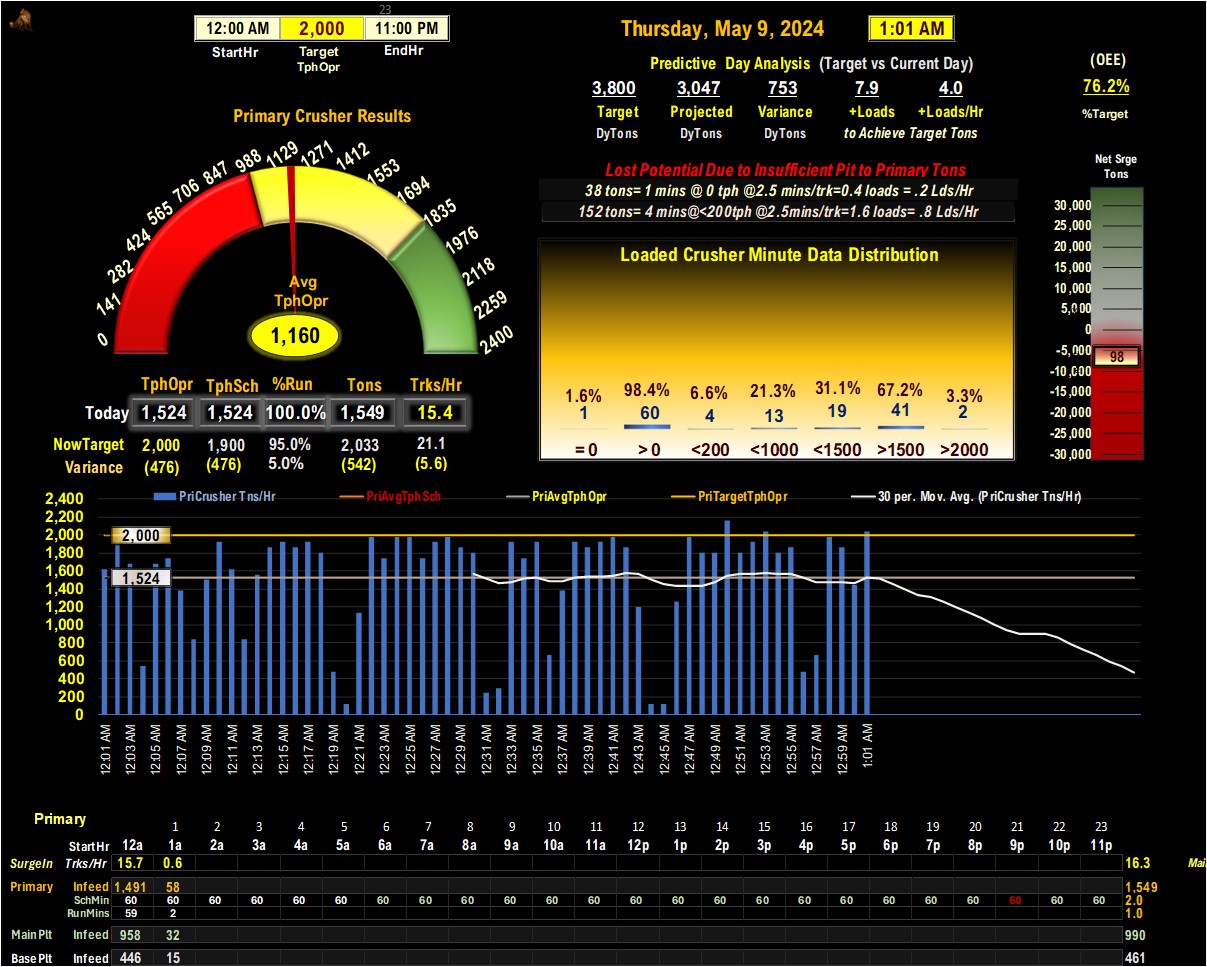 23
12:00 AM 2,000 11:00 PM
StartHr Target TphOpr EndHr
Thursday, May 9, 2024 1:01 AM
Predictive Day Analysis (Target vs Current Day)
3,800 3,047 753 7.9 4.0
Target Projected Variance +Loads +Loads/Hr
DyTons DyTons DyTons to Achieve Target Tons
(OEE)
76.2%
%Target
Primary Crusher Results
0 141 282 424 565 706 847 988 1129 1271 1412 1553 1694 1835 1976 2118 2259 2400
Avg
TphOpr
1,160
Lost Potential Due to Insufficient Pit to Primary Tons
38 tons= 1 mins @ 0 tph @2.5 mins/trk=0.4 loads = .2 Lds/Hr
152 tons= 4 mins@<200tph @2.5mins/trk=1.6 loads= .8 Lds/Hr
Net Srge
Tons
30,000
25,000
20,000
15,000
10,000
5,000
0
-5,000
98
-10,000
-15,000
-20,000
-25,000
-30,000
Loaded Crusher Minute Data Distribution
1.6% 98.4% 6.6% 21.3% 31.1% 67.2% 3.3%
1 60 4 13 19 41 2
= 0 > 0 <200 <1000 <1500 >1500 >2000
TphOpr TphSch %Run Tons Trks/Hr
Today 1,524 1,524 100.0% 1,549 15.4
NowTarget 2,000 1,900 95.0% 2,033 21.1
Variance (476) (476) 5.0% (542) (5.6)
PriCrusher Tns/Hr PriAvgTphSch PriAvgTphOpr PriTargetTphOpr 30 per. Mov. Avg. (PriCrusher Tns/Hr)
2,400
2,200
2,000 2,000
1,800
1,600 1,524
1,400
1,200
1,000
800
600
400
200
0
12:01 AM 12:03 AM 12:05 AM 12:07 AM 12:09 AM 12:11 AM 12:13 AM 12:15 AM 12:17 AM 12:19 AM 12:21 AM 12:23 AM 12:25 AM 12:27 AM 12:29 AM 12:31 AM 12:33 AM 12:35 AM 12:37 AM 12:39 AM 12:41 AM 12:43 AM 12:45 AM 12:47 AM 12:49 AM 12:51 AM 12:53 AM 12:55 AM 12:57 AM 12:59 AM 1:01 AM
Primary
1 2 3 4 5 6 7 8 9 10 11 12 13 14 15 16 17 18 19 20 21 22 23
StartHr 12a 1a 2a 3a 4a 5a 6a 7a 8a 9a 10a 11a 12p 1p 2p 3p 4p 5p 6p 7p 8p 9p 10p 11p
SurgeIn Trks/Hr 15.7 0.6 16.3
Primary Infeed 1,491 58 1,549
SchMin 60 60 60 60 60 60 60 60 60 60 60 60 60 60 60 60 60 60 60 60 60 60 60 60 2.0
RunMins 59 2 1.0
Main Plt Infeed 958 32 990
Base Plt Infeed 446 15 461